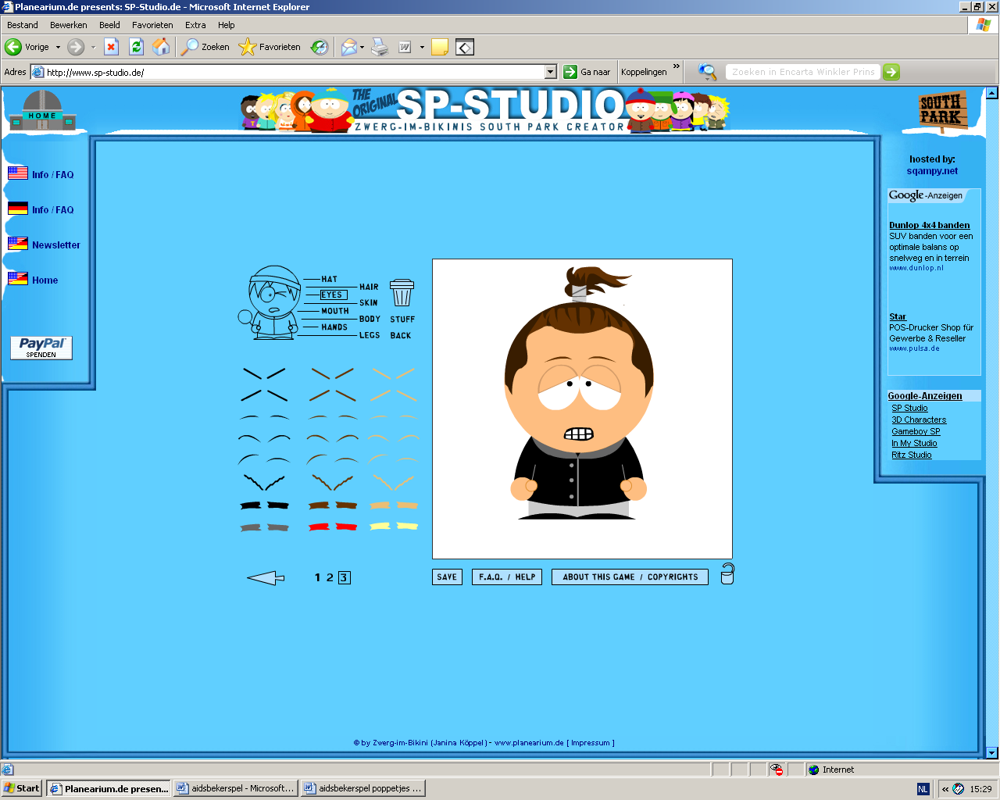 Planearium.de presents: SP-Studio.de - Microsoft Internet Explorer
Bestand Bewerken Beeld Favorieten Extra Help
Vorige Zoeken Favorieten
Adres http://www.sp-studio.de/ Ga naar Koppelingen » Zoeken in Encarta Winkler Prins
HOME
THE ORIGINAL SP-STUDIO
ZWERG-IM-BIKINIS SOUTH PARK CREATOR
SOUTH PARK
Info / FAQ
Info / FAQ
Newsletter
Home
PayPal
SPENDEN
HAT
HAIR
EYES
SKIN
MOUTH
BODY
HANDS
LEGS
STUFF
BACK
1 2 3
SAVE
F.A.Q. / HELP
ABOUT THIS GAME / COPYRIGHTS
hosted by:
sqampy.net
Google-Anzeigen
Dunlop 4x4 banden
SUV banden voor een
optimale balans op
snelweg en in terrein
www.dunlop.nl
Star
POS-Drucker Shop für
Gewerbe & Reseller
www.pulsa.de
Google-Anzeigen
SP Studio
3D Characters
Gameboy SP
In My Studio
Ritz Studio
© by Zwerg-im-Bikini (Janina Köppel) - www.planearium.de [ Impressum ]
Internet
Start Planearium.de presen... aidsbekerspel - Microsoft... aidsbekerspel poppetjes ... NL « 15:29